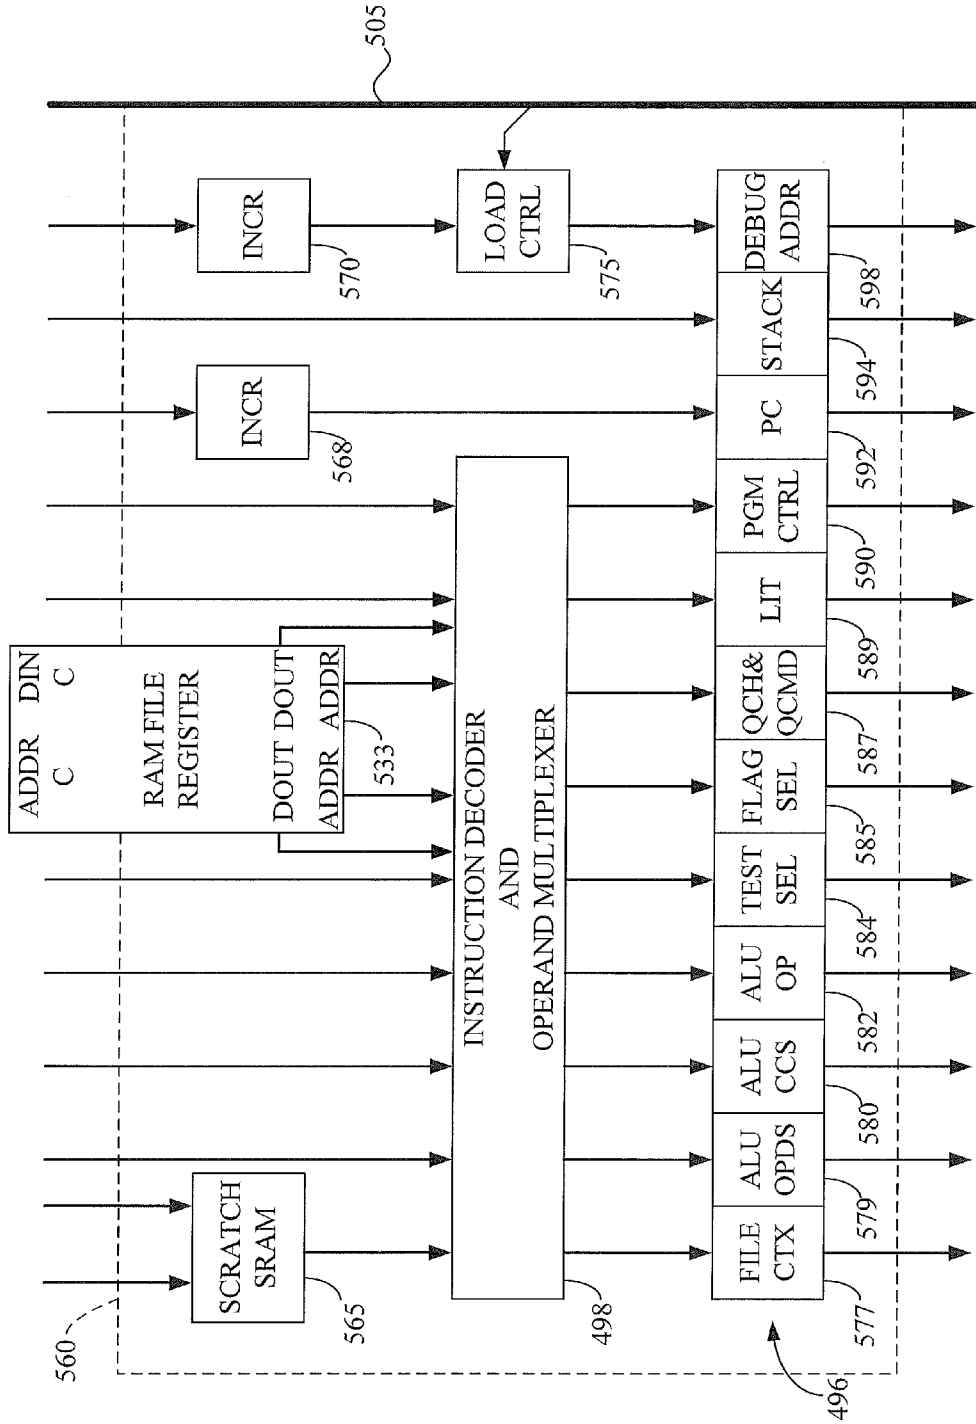 505
INCR
570
LOAD
CTRL
575
DEBUG
ADDR
598
STACK
594
INCR
568
PC
592
PGM
CTRL
590
LIT
589
ADDR DIN
C C
RAM FILE
REGISTER
DOUT DOUT
ADDR ADDR
533
QCH&
QCMD
587
FLAG
SEL
585
INSTRUCTION DECODER
AND
OPERAND MULTIPLEXER
498
TEST
SEL
584
ALU
OP
582
ALU
CCS
580
ALU
OPDS
579
SCRATCH
SRAM
565
FILE
CTX
577
560
496